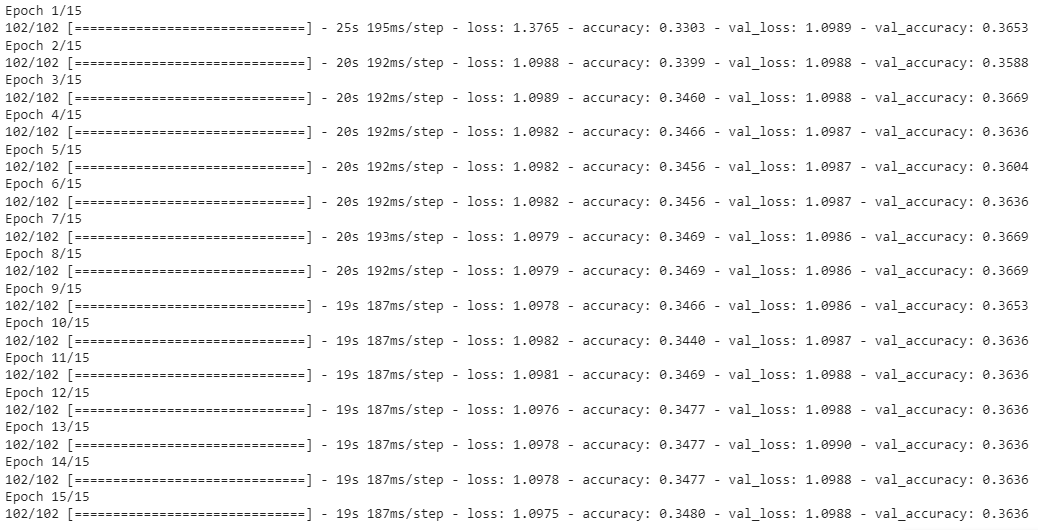 Epoch 1/15
102/102 [==============================] - 25s 195ms/step - loss: 1.3765 - accuracy: 0.3303 - val_loss: 1.0989 - val_accuracy: 0.3653
Epoch 2/15
102/102 [==============================] - 20s 192ms/step - loss: 1.0988 - accuracy: 0.3399 - val_loss: 1.0988 - val_accuracy: 0.3588
Epoch 3/15
102/102 [==============================] - 20s 192ms/step - loss: 1.0989 - accuracy: 0.3460 - val_loss: 1.0988 - val_accuracy: 0.3669
Epoch 4/15
102/102 [==============================] - 20s 192ms/step - loss: 1.0982 - accuracy: 0.3466 - val_loss: 1.0987 - val_accuracy: 0.3636
Epoch 5/15
102/102 [==============================] - 20s 192ms/step - loss: 1.0982 - accuracy: 0.3456 - val_loss: 1.0987 - val_accuracy: 0.3604
Epoch 6/15
102/102 [==============================] - 20s 192ms/step - loss: 1.0982 - accuracy: 0.3456 - val_loss: 1.0987 - val_accuracy: 0.3636
Epoch 7/15
102/102 [==============================] - 20s 193ms/step - loss: 1.0979 - accuracy: 0.3469 - val_loss: 1.0986 - val_accuracy: 0.3669
Epoch 8/15
102/102 [==============================] - 20s 192ms/step - loss: 1.0979 - accuracy: 0.3469 - val_loss: 1.0986 - val_accuracy: 0.3669
Epoch 9/15
102/102 [==============================] - 19s 187ms/step - loss: 1.0978 - accuracy: 0.3466 - val_loss: 1.0986 - val_accuracy: 0.3653
Epoch 10/15
102/102 [==============================] - 19s 187ms/step - loss: 1.0982 - accuracy: 0.3440 - val_loss: 1.0987 - val_accuracy: 0.3636
Epoch 11/15
102/102 [==============================] - 19s 187ms/step - loss: 1.0981 - accuracy: 0.3469 - val_loss: 1.0988 - val_accuracy: 0.3636
Epoch 12/15
102/102 [==============================] - 19s 187ms/step - loss: 1.0976 - accuracy: 0.3477 - val_loss: 1.0988 - val_accuracy: 0.3636
Epoch 13/15
102/102 [==============================] - 19s 187ms/step - loss: 1.0978 - accuracy: 0.3477 - val_loss: 1.0990 - val_accuracy: 0.3636
Epoch 14/15
102/102 [==============================] - 19s 187ms/step - loss: 1.0978 - accuracy: 0.3477 - val_loss: 1.0988 - val_accuracy: 0.3636
Epoch 15/15
102/102 [==============================] - 19s 187ms/step - loss: 1.0975 - accuracy: 0.3480 - val_loss: 1.0988 - val_accuracy: 0.3636